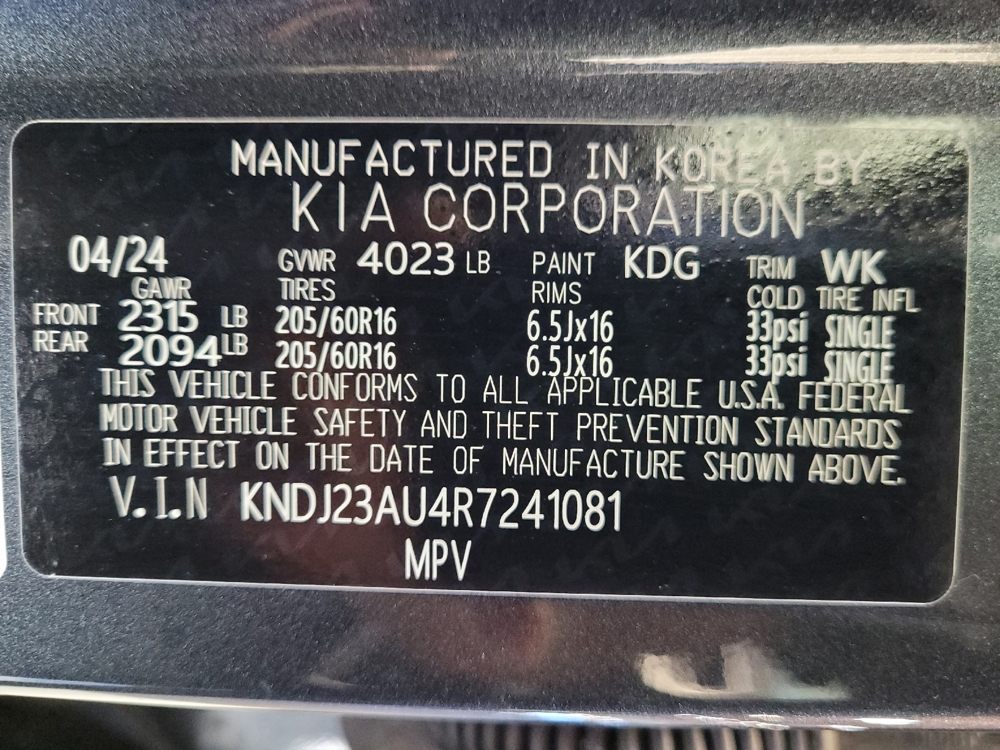 MANUFACTURED IN KOREA BY
KIA CORPORATION
04/24 GVWR 4023 LB PAINT KDG TRIM WK
GAWR TIRES RIMS COLD TIRE INFL
FRONT 2315 LB 205/60R16 6.5Jx16 33psi SINGLE
REAR 2094 LB 205/60R16 6.5Jx16 33psi SINGLE
THIS VEHICLE CONFORMS TO ALL APPLICABLE U.S.A. FEDERAL
MOTOR VEHICLE SAFETY AND THEFT PREVENTION STANDARDS
IN EFFECT ON THE DATE OF MANUFACTURE SHOWN ABOVE.
V.I.N KNDJ23AU4R7241081
MPV